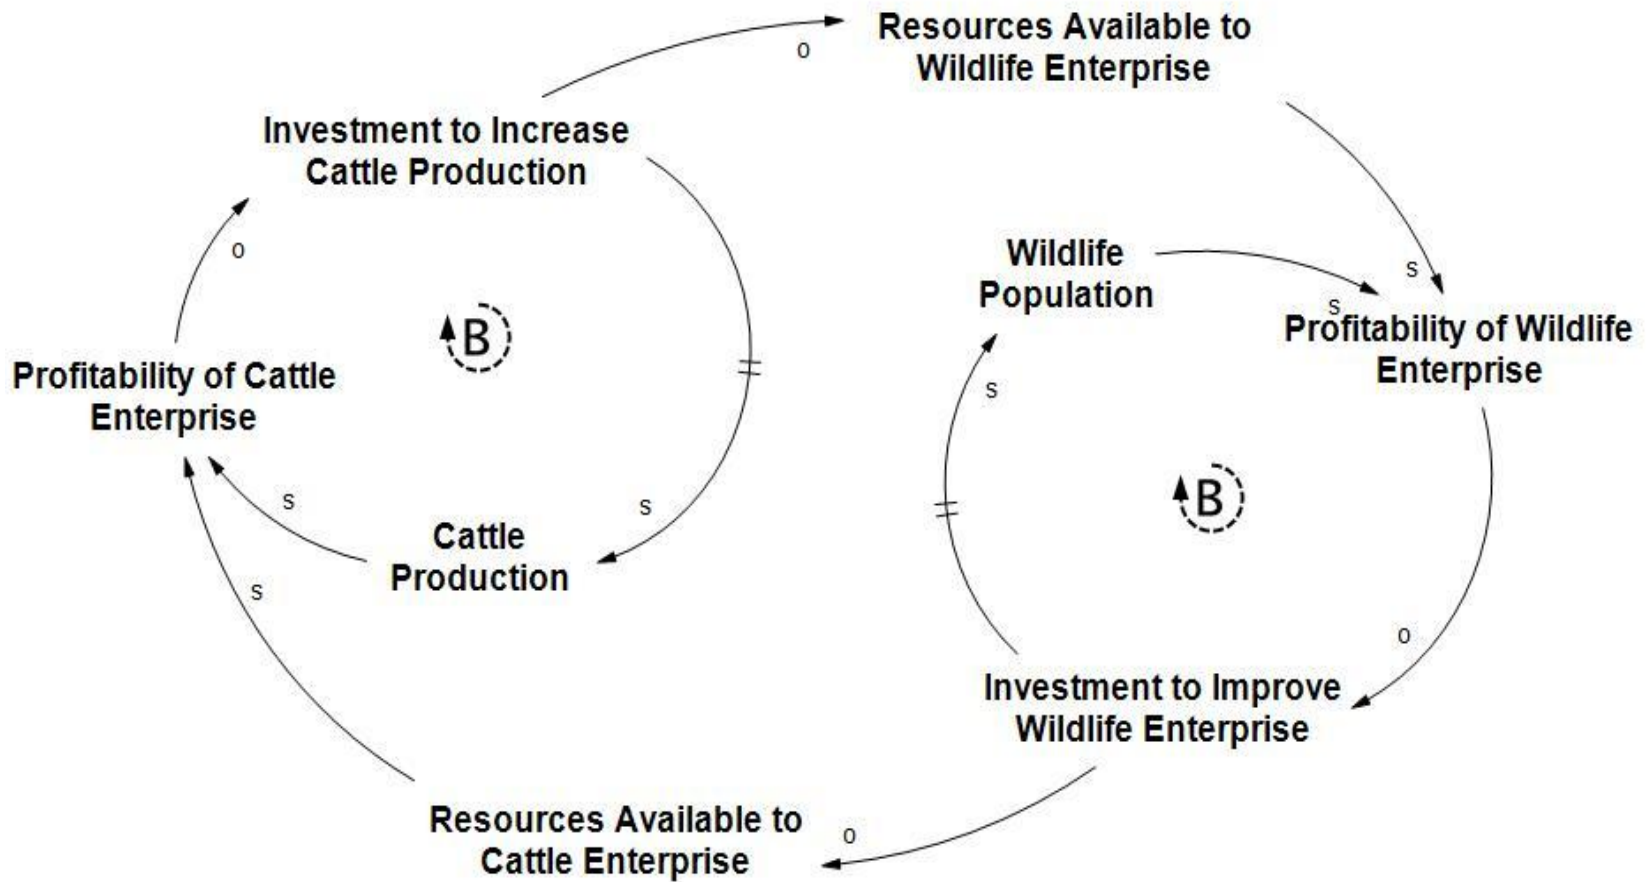 Resources Available to
Wildlife Enterprise
o
Investment to Increase
Cattle Production
o
Wildlife
Population
s
s
Profitability of Wildlife
Enterprise
B
Profitability of Cattle
Enterprise
s
s
s
B
Cattle
Production
s
o
Investment to Improve
Wildlife Enterprise
Resources Available to
Cattle Enterprise
o